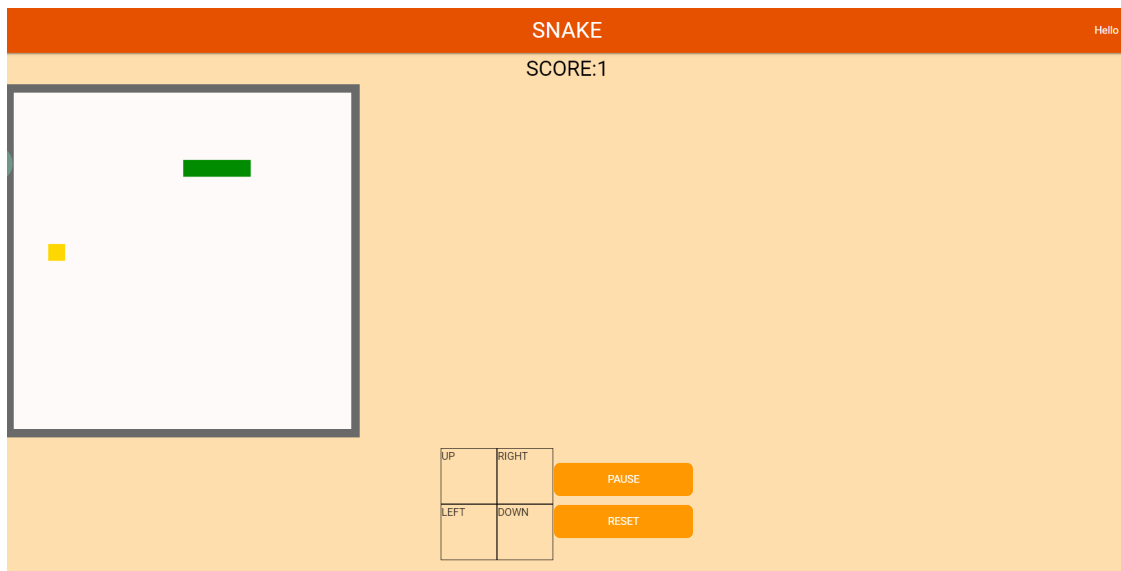 SNAKE
Hello
SCORE:1
UP
RIGHT
PAUSE
LEFT
DOWN
RESET